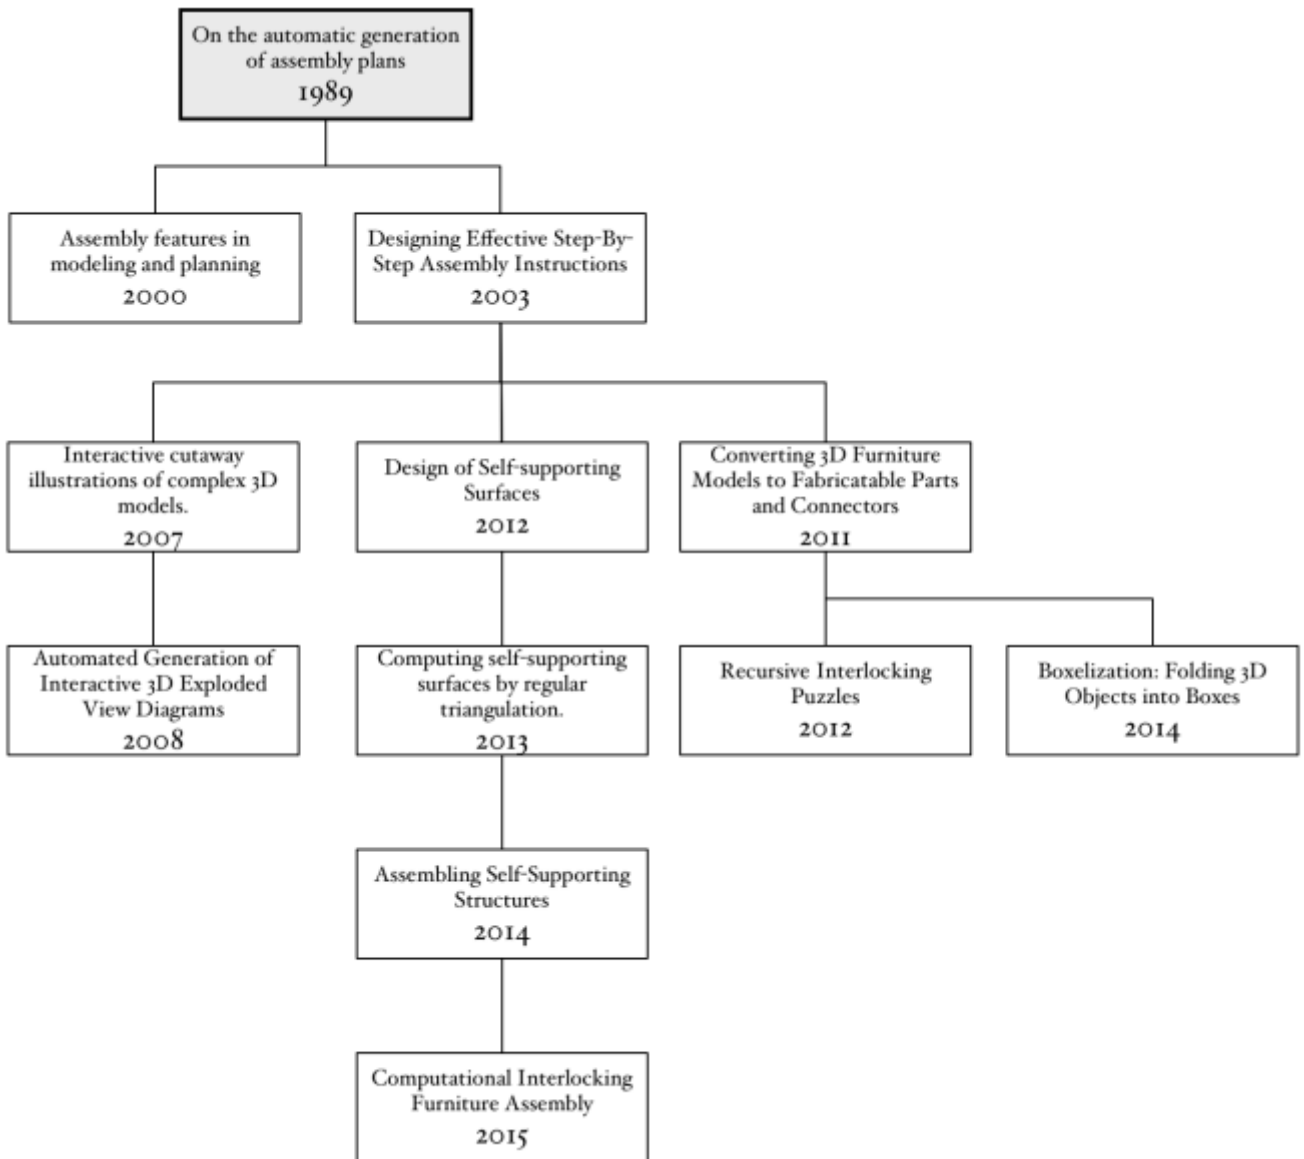 On the automatic generation
of assembly plans
1989
Assembly features in
modeling and planning
2000
Designing Effective Step-By-
Step Assembly Instructions
2003
Interactive cutaway
illustrations of complex 3D
models.
2007
Design of Self-supporting
Surfaces
2012
Converting 3D Furniture
Models to Fabricatable Parts
and Connectors
2011
Automated Generation of
Interactive 3D Exploded
View Diagrams
2008
Computing self-supporting
surfaces by regular
triangulation.
2013
Recursive Interlocking
Puzzles
2012
Boxelization: Folding 3D
Objects into Boxes
2014
Assembling Self-Supporting
Structures
2014
Computational Interlocking
Furniture Assembly
2015